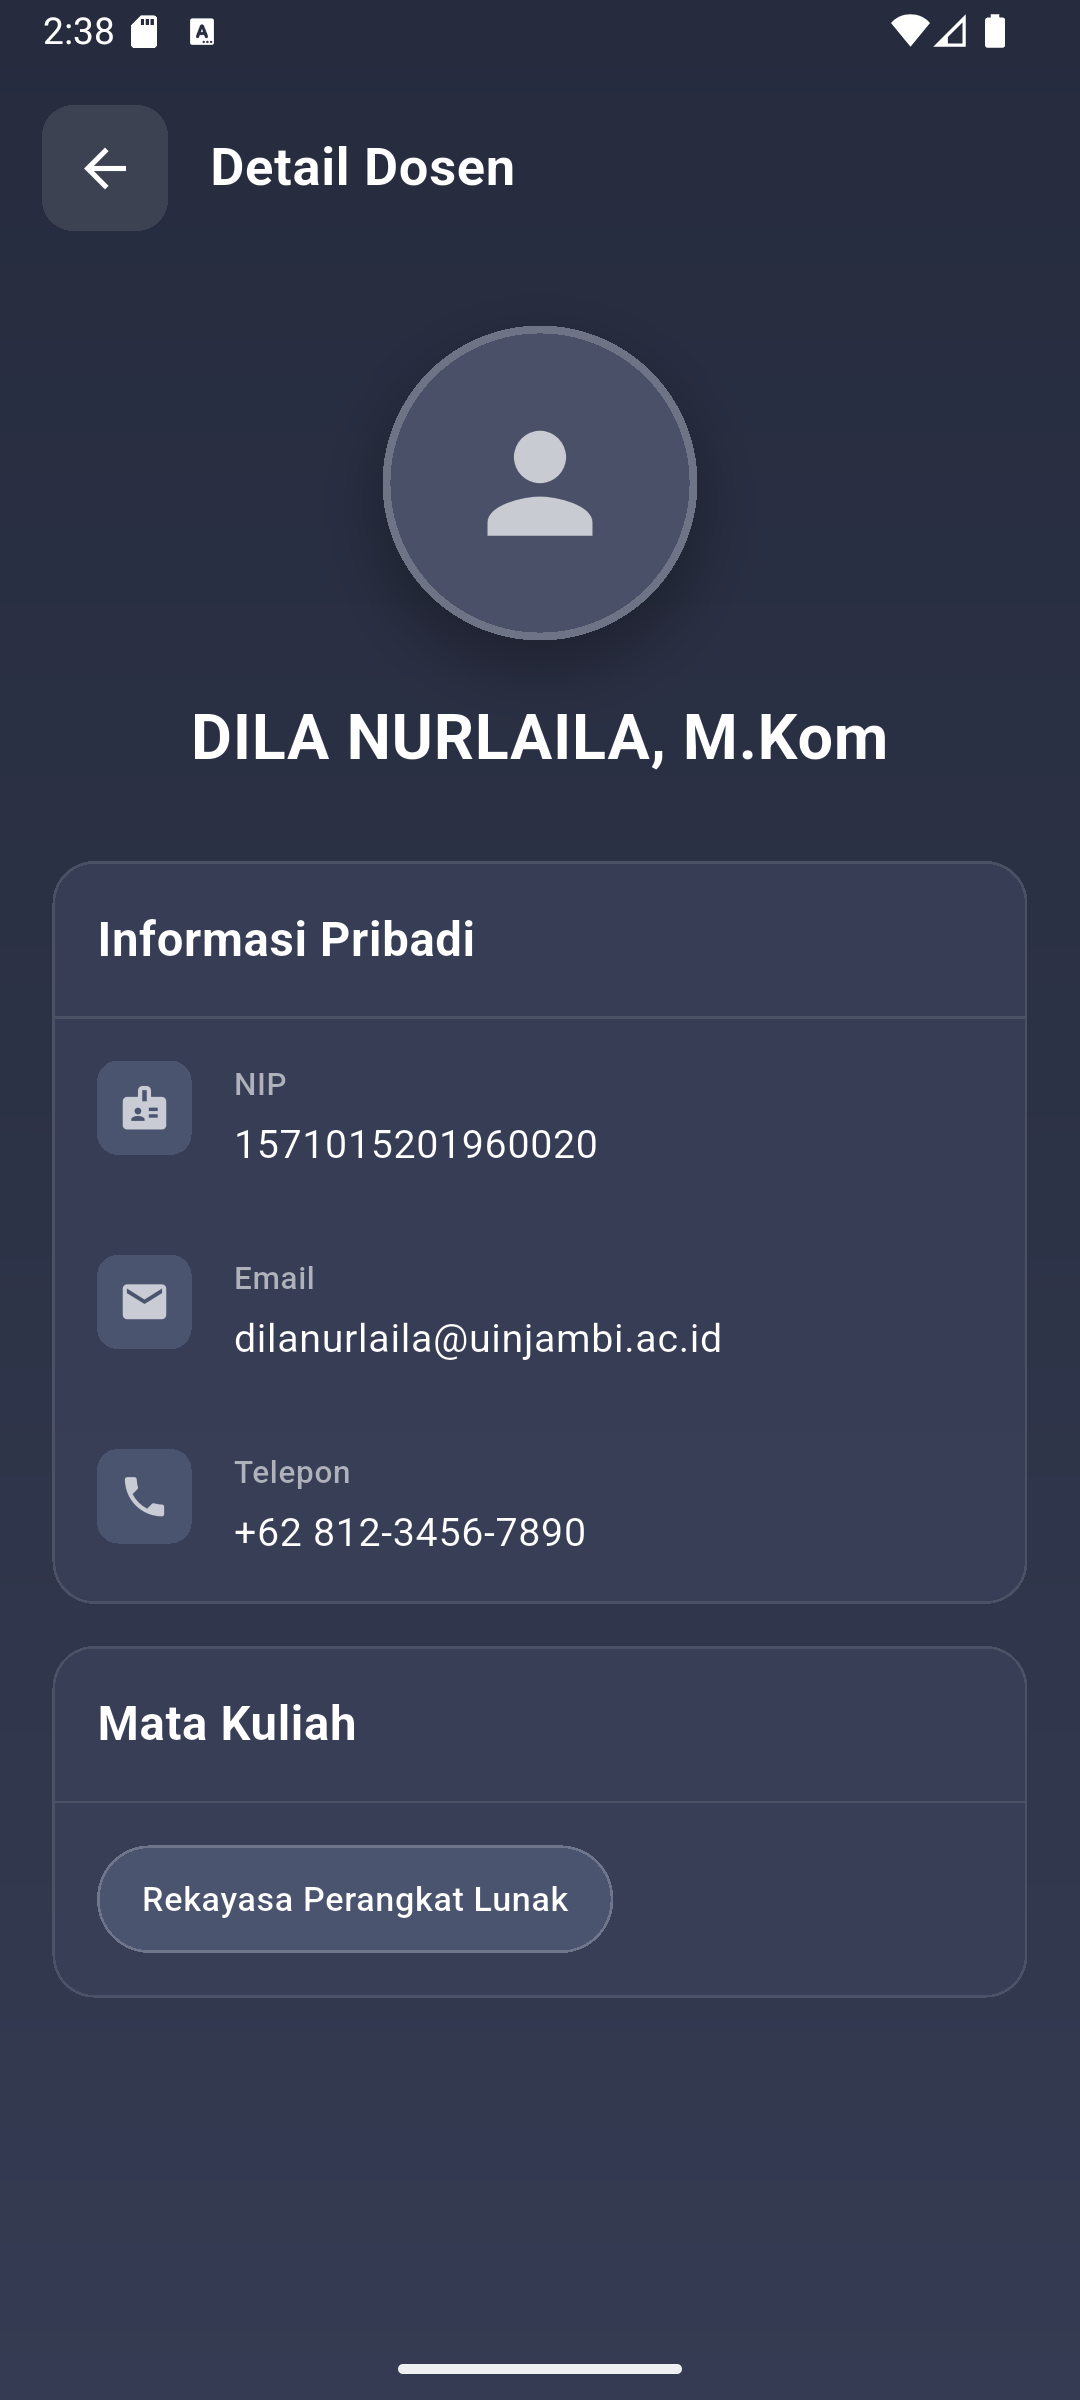 2:38
Detail Dosen
DILA NURLAILA, M.Kom
Informasi Pribadi
NIP
1571015201960020
Email
dilanurlaila@uinjambi.ac.id
Telepon
+62 812-3456-7890
Mata Kuliah
Rekayasa Perangkat Lunak